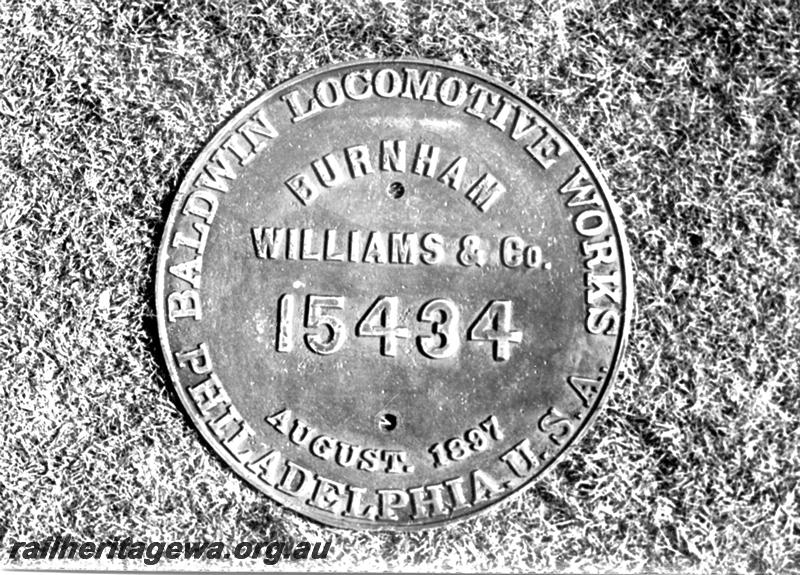 BALDWIN LOCOMOTIVE WORKS
BURNHAM
WILLIAMS & Co.
15434
AUGUST. 1897
PHILADELPHIA. U.S.A.
railheritagewa.org.au